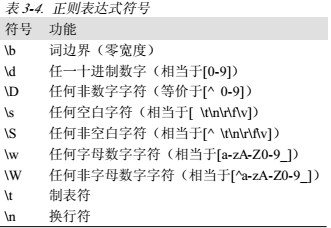 表 3-4. 正则表达式符号
符号 功能
\b 词边界（零宽度）
\d 任一十进制数字（相当于[0-9]）
\D 任何非数字字符（等价于[^ 0-9]）
\s 任何空白字符（相当于[ \t\n\r\f\v]）
\S 任何非空白字符（相当于[^ \t\n\r\f\v]）
\w 任何字母数字字符（相当于[a-zA-Z0-9_]）
\W 任何非字母数字字符（相当于[^a-zA-Z0-9_]）
\t 制表符
\n 换行符